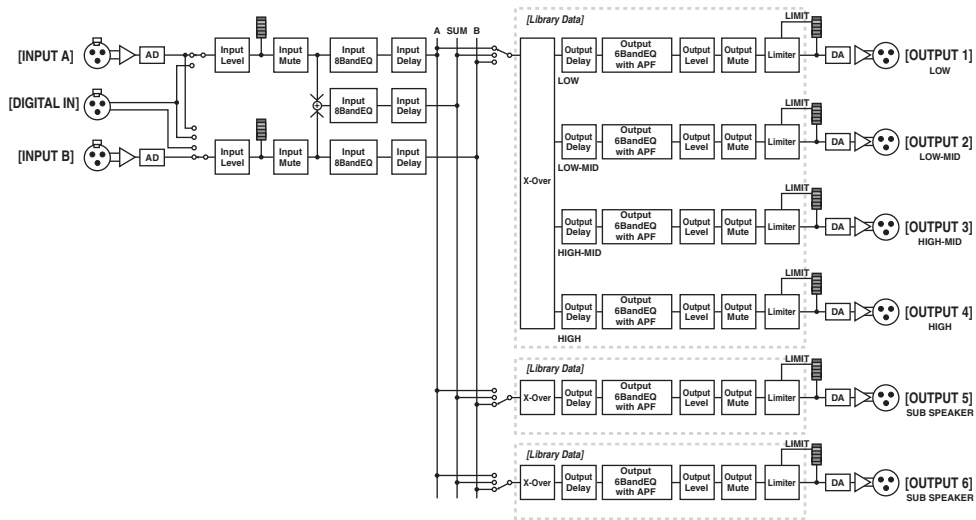 [Library Data]
LIMIT
A SUM B
[INPUT A]
AD
Input
Level
Input
Mute
Input
8BandEQ
Input
Delay
Output
Delay
Output
6BandEQ
with APF
Output
Level
Output
Mute
Limiter
DA
[OUTPUT 1]
LOW
LOW
[DIGITAL IN]
Input
8BandEQ
Input
Delay
LIMIT
[INPUT B]
AD
Input
Level
Input
Mute
Input
8BandEQ
Input
Delay
Output
Delay
Output
6BandEQ
with APF
Output
Level
Output
Mute
Limiter
DA
[OUTPUT 2]
LOW-MID
LOW-MID
X-Over
LIMIT
Output
Delay
Output
6BandEQ
with APF
Output
Level
Output
Mute
Limiter
DA
[OUTPUT 3]
HIGH-MID
HIGH-MID
LIMIT
Output
Delay
Output
6BandEQ
with APF
Output
Level
Output
Mute
Limiter
DA
[OUTPUT 4]
HIGH
HIGH
[Library Data]
LIMIT
X-Over
Output
Delay
Output
6BandEQ
with APF
Output
Level
Output
Mute
Limiter
DA
[OUTPUT 5]
SUB SPEAKER
[Library Data]
LIMIT
X-Over
Output
Delay
Output
6BandEQ
with APF
Output
Level
Output
Mute
Limiter
DA
[OUTPUT 6]
SUB SPEAKER